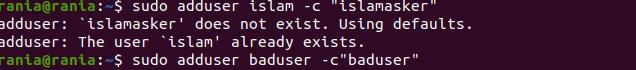 rania@rania:~$ sudo adduser islam -c "islamasker"
adduser: `islamasker' does not exist. Using defaults.
adduser: The user `islam' already exists.
rania@rania:~$ sudo adduser baduser -c"baduser"